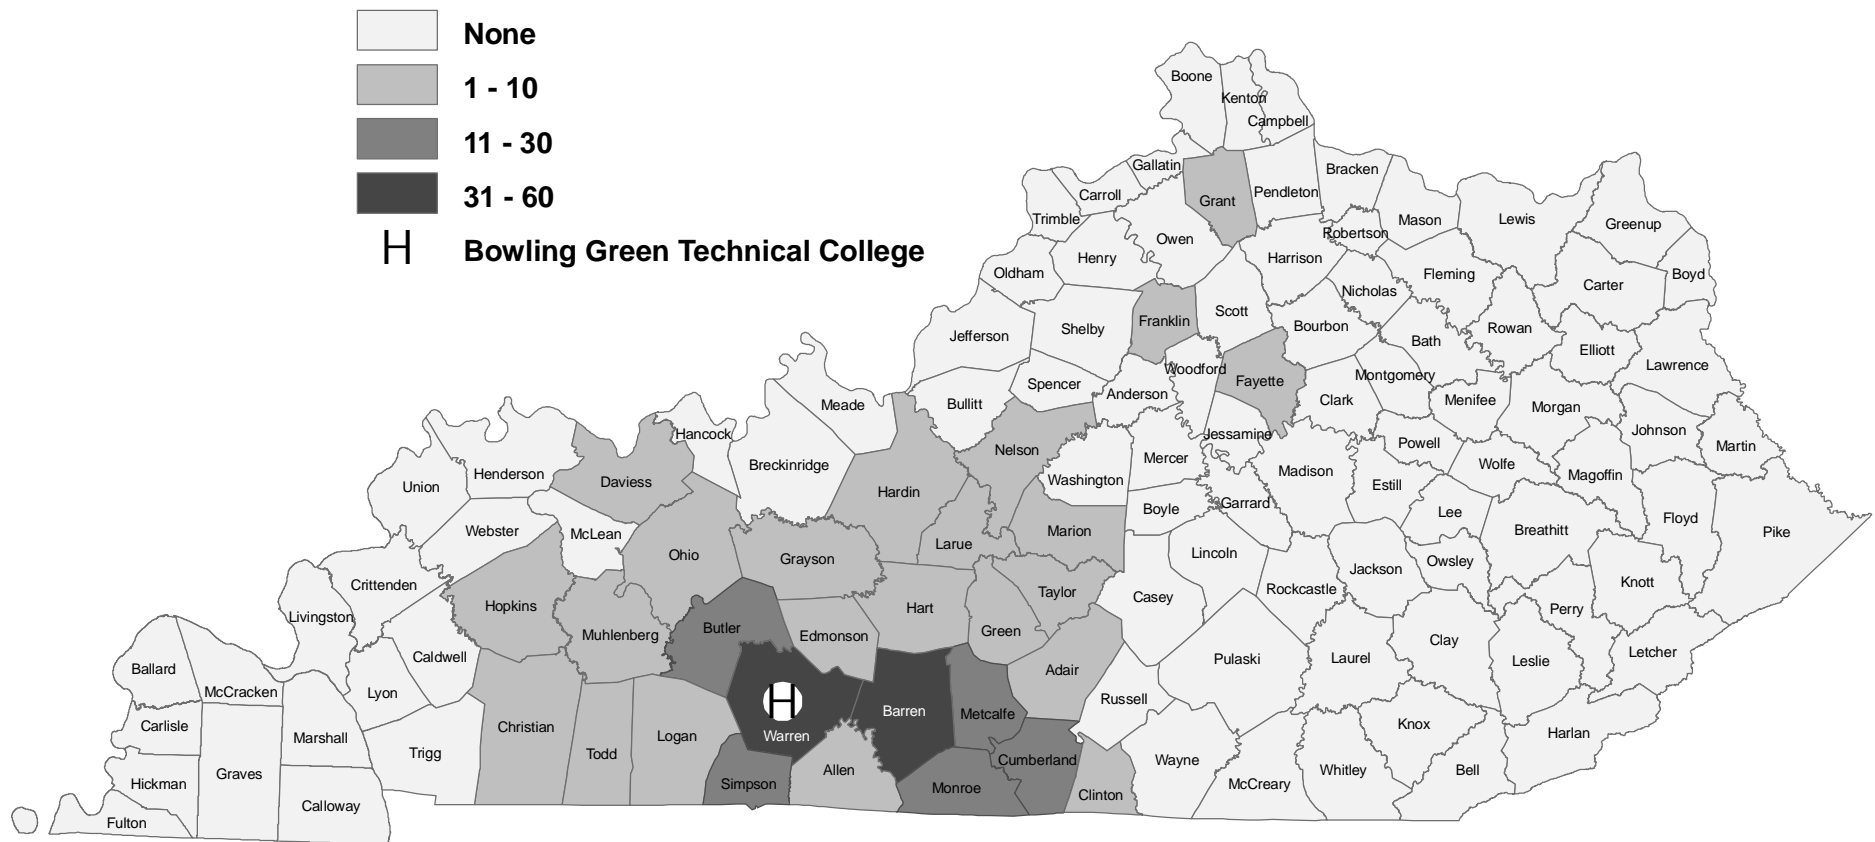 None
1 - 10
11 - 30
31 - 60
H Bowling Green Technical College
Boone
Kenton
Campbell
Gallatin
Bracken
Carroll
Grant
Pendleton
Trimble
Mason
Lewis
Greenup
Owen
Robertson
Henry
Harrison
Oldham
Fleming
Boyd
Nicholas
Carter
Franklin
Scott
Shelby
Bourbon
Rowan
Jefferson
Bath
Elliott
Woodford
Lawrence
Spencer
Fayette
Montgomery
Anderson
Meade
Bullitt
Clark
Menifee
Morgan
Hancock
Jessamine
Johnson
Powell
Martin
Nelson
Mercer
Breckinridge
Wolfe
Henderson
Washington
Madison
Magoffin
Union
Daviess
Hardin
Estill
Garrard
Boyle
Lee
Floyd
Webster
McLean
Marion
Breathitt
Pike
Larue
Ohio
Grayson
Lincoln
Owsley
Jackson
Crittenden
Knott
Rockcastle
Taylor
Casey
Hopkins
Hart
Perry
Livingston
Muhlenberg
Butler
Edmonson
Green
Clay
Caldwell
Pulaski
Laurel
Leslie
Letcher
Ballard
Adair
McCracken
Lyon
Russell
H
Barren
Metcalfe
Carlisle
Christian
Knox
Marshall
Logan
Warren
Harlan
Trigg
Todd
Cumberland
Wayne
Graves
Allen
Whitley
Bell
Hickman
Simpson
Monroe
McCreary
Clinton
Calloway
Fulton